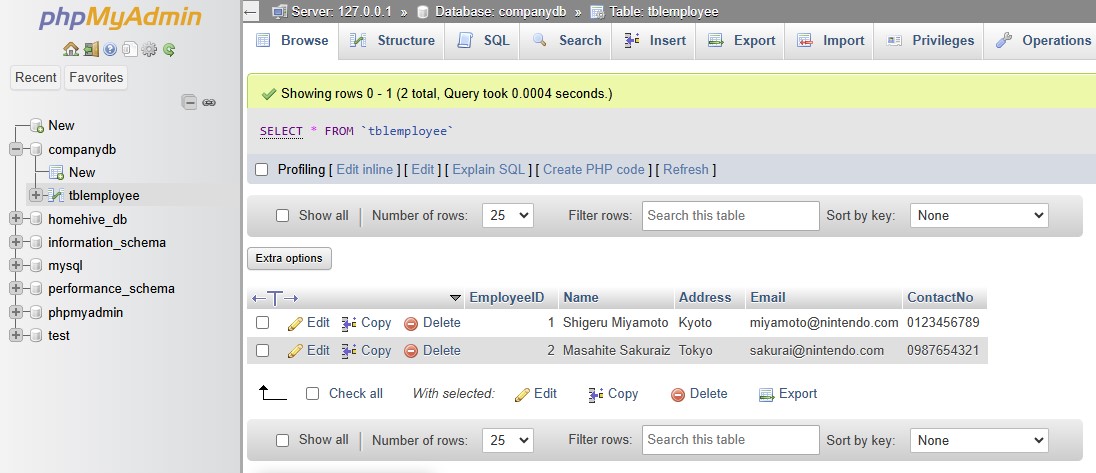 phpMyAdmin
Recent Favorites
New
companydb
New
tblemployee
homehive_db
information_schema
mysql
performance_schema
phpmyadmin
test
Server: 127.0.0.1 » Database: companydb » Table: tblemployee
Browse Structure SQL Search Insert Export Import Privileges Operations
Showing rows 0 - 1 (2 total, Query took 0.0004 seconds.)
SELECT * FROM `tblemployee`
Profiling [ Edit inline ] [ Edit ] [ Explain SQL ] [ Create PHP code ] [ Refresh ]
Show all | Number of rows: 25 Filter rows: Search this table Sort by key: None
Extra options
←T→ EmployeeID Name Address Email ContactNo
Edit Copy Delete 1 Shigeru Miyamoto Kyoto miyamoto@nintendo.com 0123456789
Edit Copy Delete 2 Masahite Sakuraiz Tokyo sakurai@nintendo.com 0987654321
Check all With selected: Edit Copy Delete Export
Show all | Number of rows: 25 Filter rows: Search this table Sort by key: None